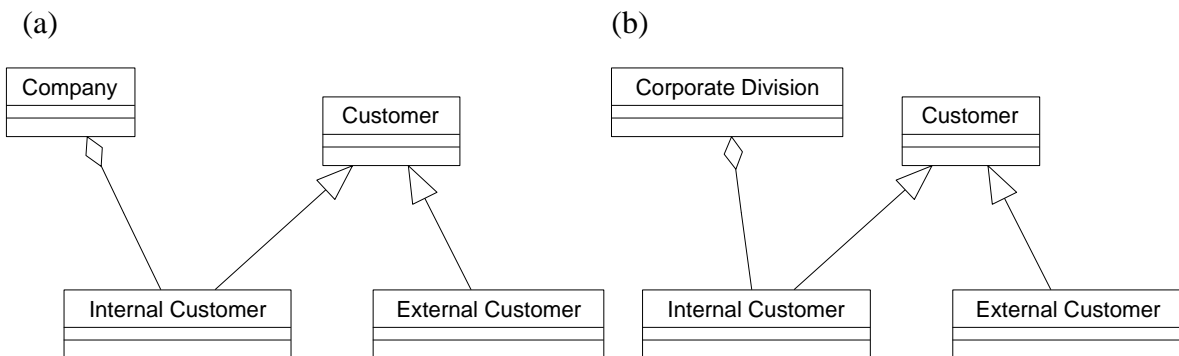 (a)
Company
Customer
Internal Customer
External Customer
(b)
Corporate Division
Customer
Internal Customer
External Customer